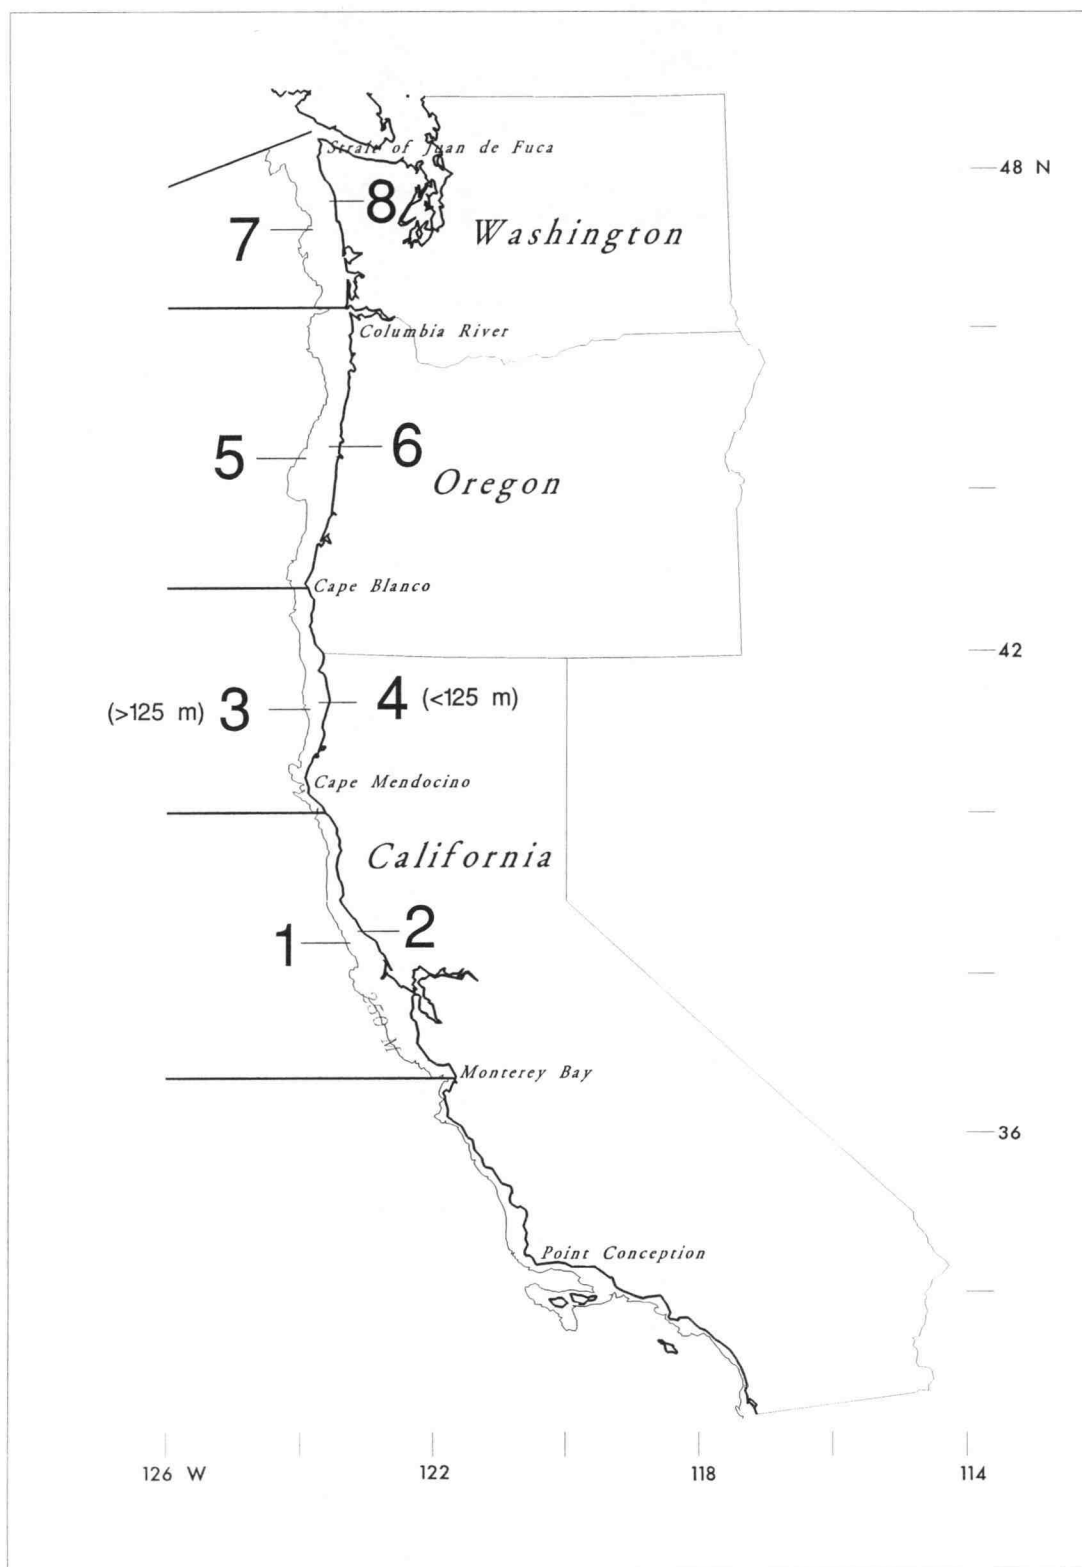 Strait of Juan de Fuca
48 N
8
7
Washington
Columbia River
5
6
Oregon
Cape Blanco
42
(>125 m) 3
4 (<125 m)
Cape Mendocino
California
1
2
250 M
Monterey Bay
36
Point Conception
126 W
122
118
114